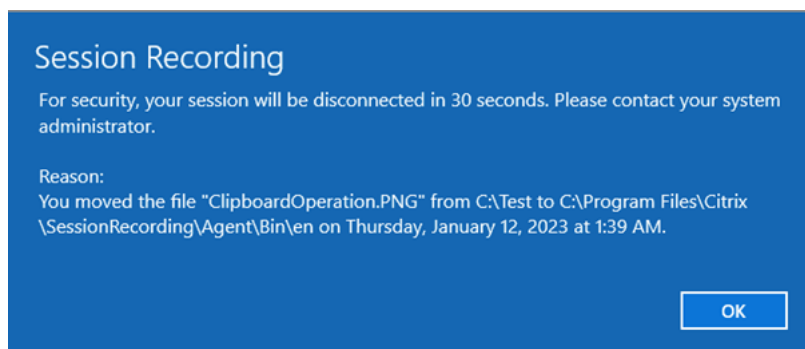 Session Recording
For security, your session will be disconnected in 30 seconds. Please contact your system
administrator.
Reason:
You moved the file "ClipboardOperation.PNG" from C:\Test to C:\Program Files\Citrix
\SessionRecording\Agent\Bin\en on Thursday, January 12, 2023 at 1:39 AM.
OK